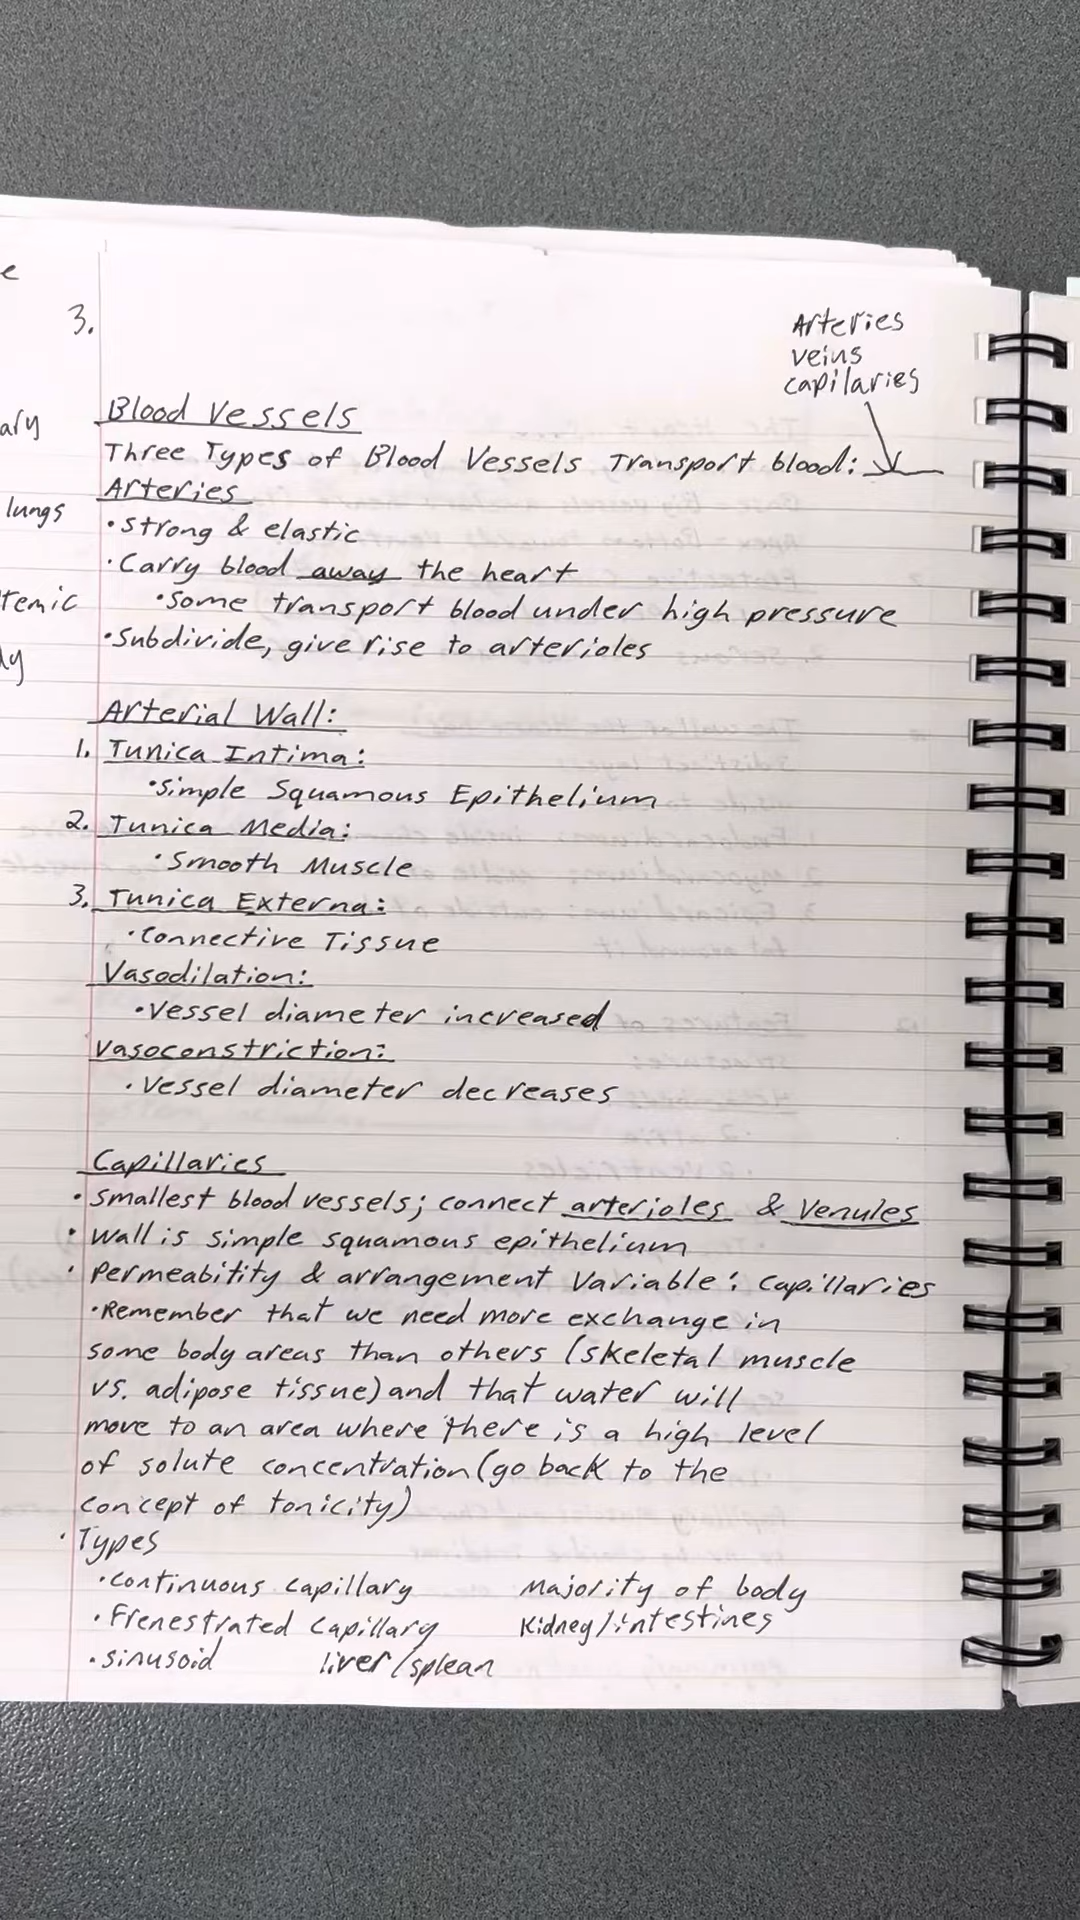 e
3.
Arteries
veins
capilaries
Blood Vessels
ary
Three Types of Blood Vessels Transport blood:
Arteries
lungs
•strong & elastic
•Carry blood away the heart
temic
•Some transport blood under high pressure
•Subdivide, give rise to arterioles
dy
Arterial Wall:
1. Tunica Intima:
•Simple Squamous Epithelium
2. Tunica Media:
•Smooth Muscle
3. Tunica Externa:
•Connective Tissue
Vasodilation:
•Vessel diameter increased
Vasoconstriction:
•Vessel diameter decreases
Capillaries
•smallest blood vessels; connect arterioles & Venules
•Wall is simple squamous epithelium
•Permeabitity & arrangement Variable: Capillaries
•Remember that we need more exchange in
some body areas than others (skeletal muscle
vs. adipose tissue) and that water will
move to an area where there is a high level
of solute concentration (go back to the
concept of tonicity)
•Types
•continuous capillary Majority of body
•Frenestrated Capillary Kidney/intestines
•sinusoid liver/splean